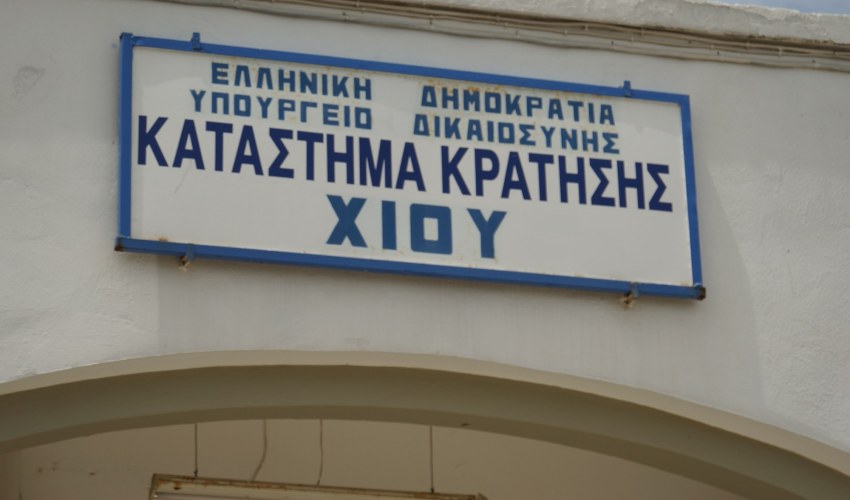 ΕΛΛΗΝΙΚΗ ΔΗΜΟΚΡΑΤΙΑ
ΥΠΟΥΡΓΕΙΟ ΔΙΚΑΙΟΣΥΝΗΣ
ΚΑΤΑΣΤΗΜΑ ΚΡΑΤΗΣΗΣ
ΧΙΟΥ